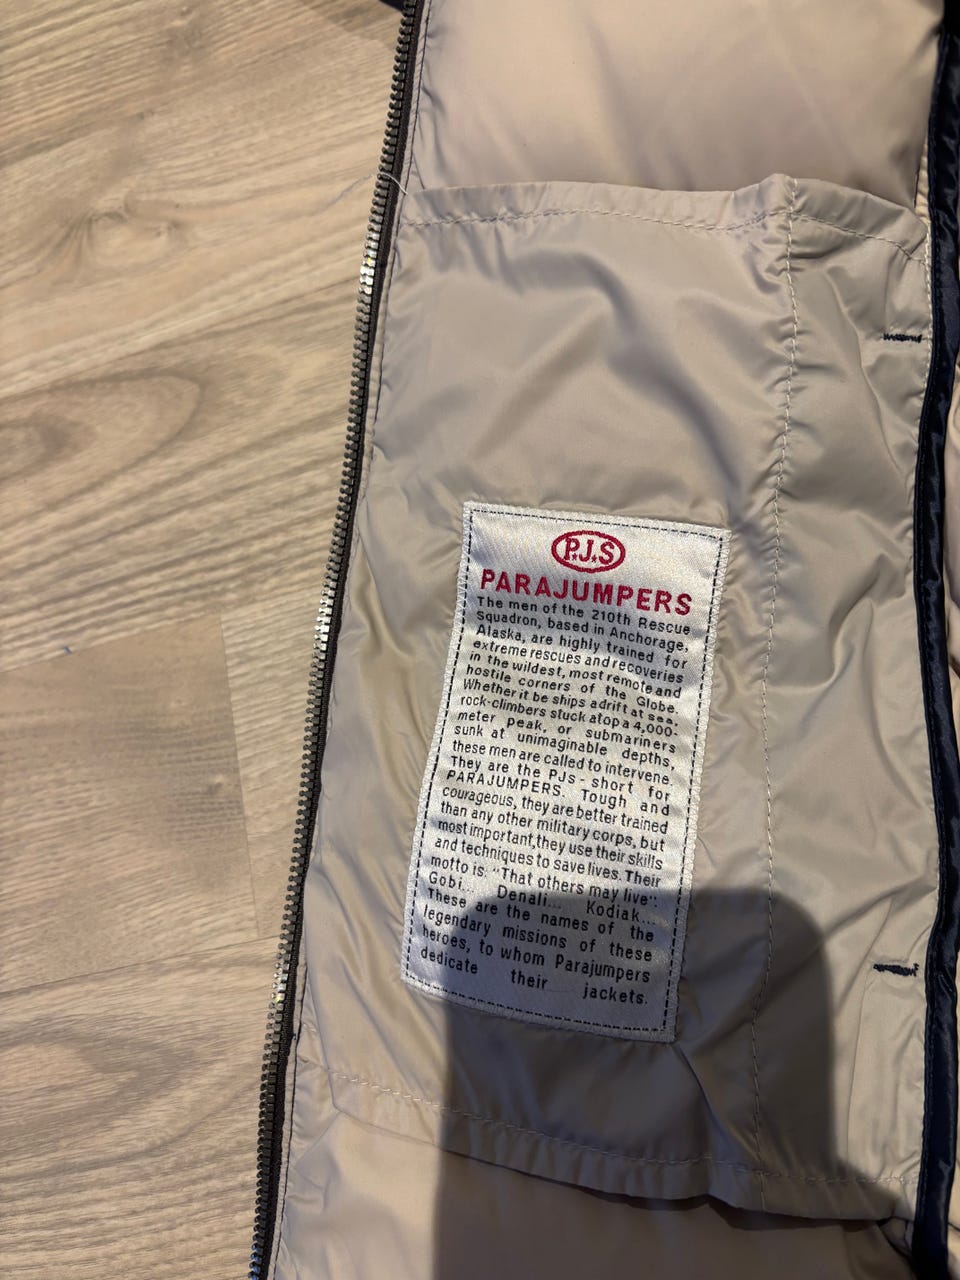 P.J.S
PARAJUMPERS
The men of the 210th Rescue
Squadron, based in Anchorage,
Alaska, are highly trained for
extreme rescues and recoveries
in the wildest, most remote and
hostile corners of the Globe.
Whether it be ships adrift at sea,
rock-climbers stuck atop a 4,000-
meter peak, or submariners
sunk at unimaginable depths,
these men are called to intervene.
They are the PJs - short for
PARAJUMPERS. Tough and
courageous, they are better trained
than any other military corps, but
most important, they use their skills
and techniques to save lives. Their
motto is: "That others may live":
Gobi... Denali... Kodiak...
These are the names of the
legendary missions of these
heroes, to whom Parajumpers
dedicate their jackets.